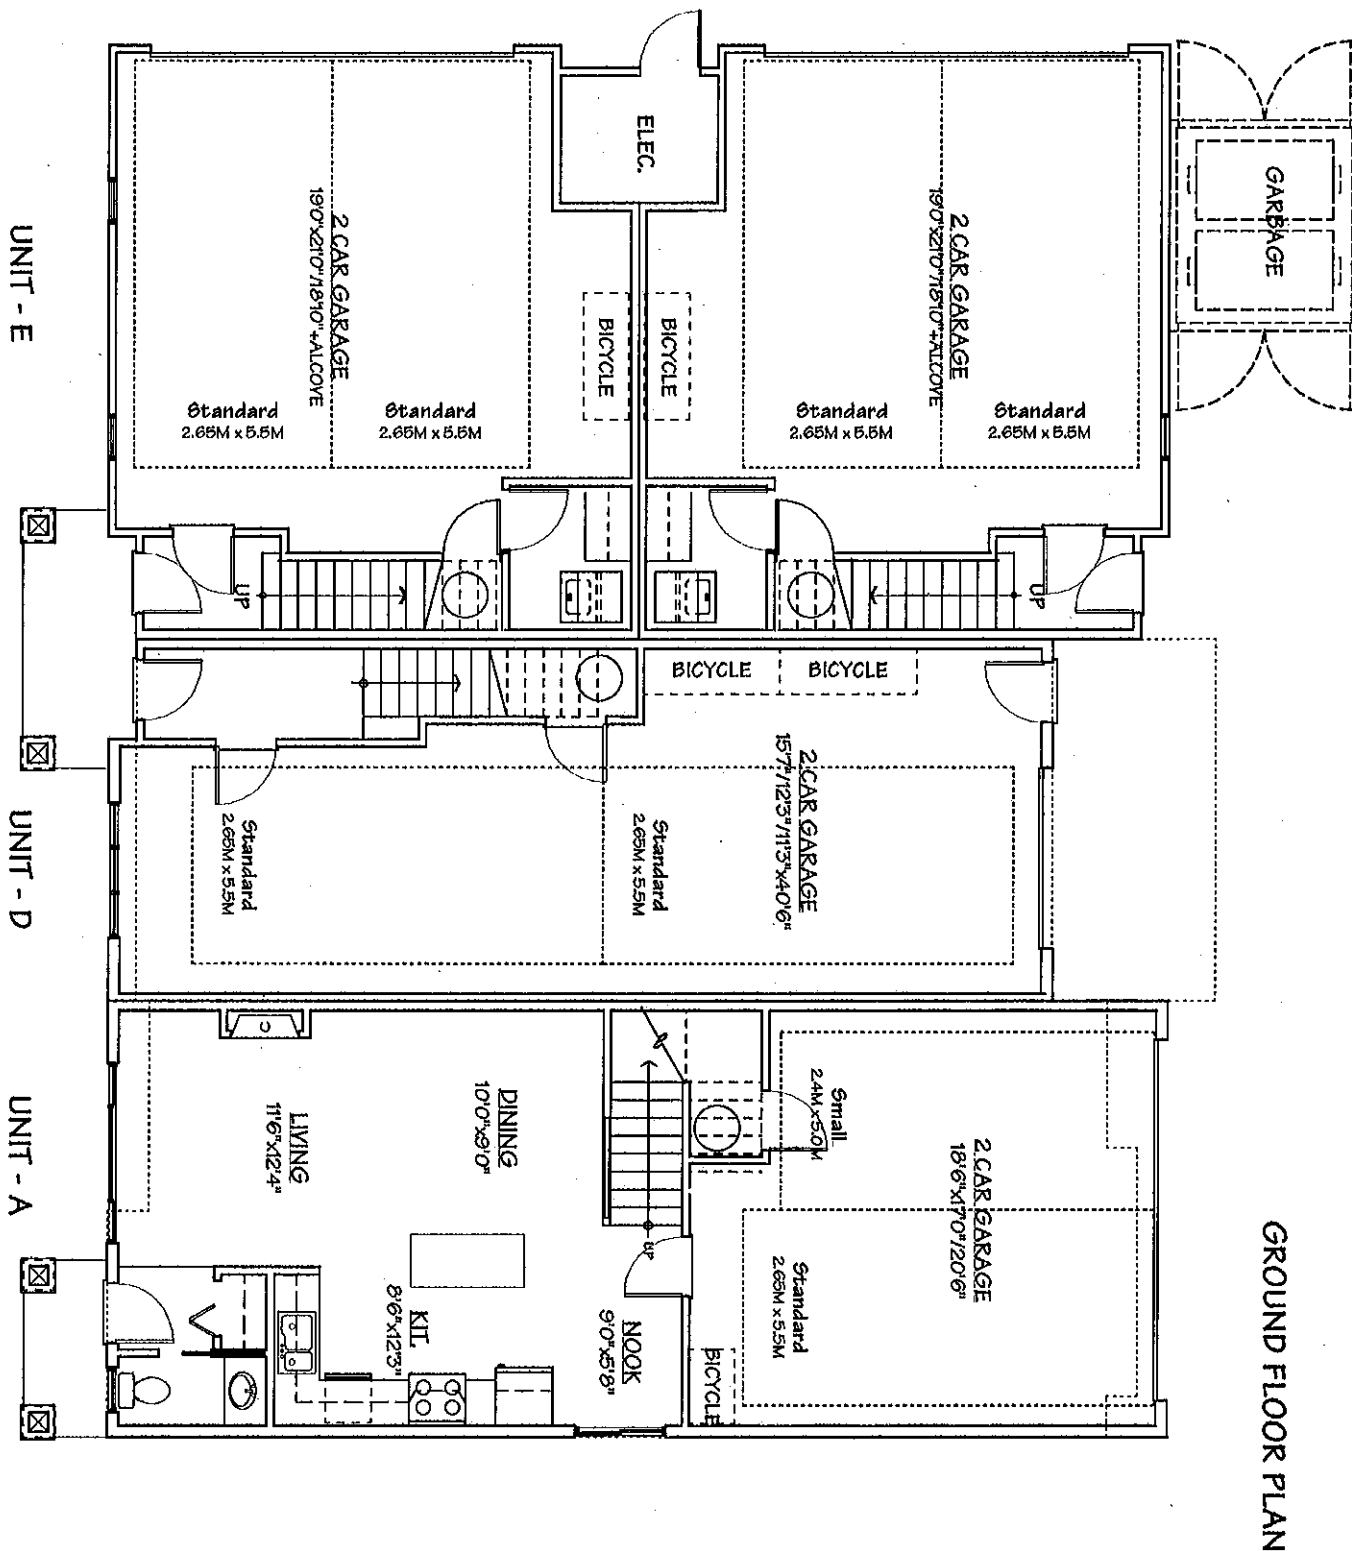 GARBAGE
ELEC.
2 CAR GARAGE
19'0"x21'0"/18'10"+ALCOVE
2 CAR GARAGE
19'0"x21'0"/18'10"+ALCOVE
BICYCLE
BICYCLE
Standard
2.65M x 5.5M
Standard
2.65M x 5.5M
Standard
2.65M x 5.5M
Standard
2.65M x 5.5M
UP
UP
UNIT - E
BICYCLE
BICYCLE
2 CAR GARAGE
15'7"/12'3"/11'3"x40'6"
Standard
2.65M x 5.5M
Standard
2.65M x 5.5M
UNIT - D
Small
2.4M x 5.0M
2 CAR GARAGE
18'6"x17'0"/20'6"
Standard
2.65M x 5.5M
BICYCLE
UP
DINING
10'0"x9'0"
LIVING
11'6"x12'4"
KIT.
8'6"x12'3"
NOOK
9'0"x5'8"
UNIT - A
GROUND FLOOR PLAN